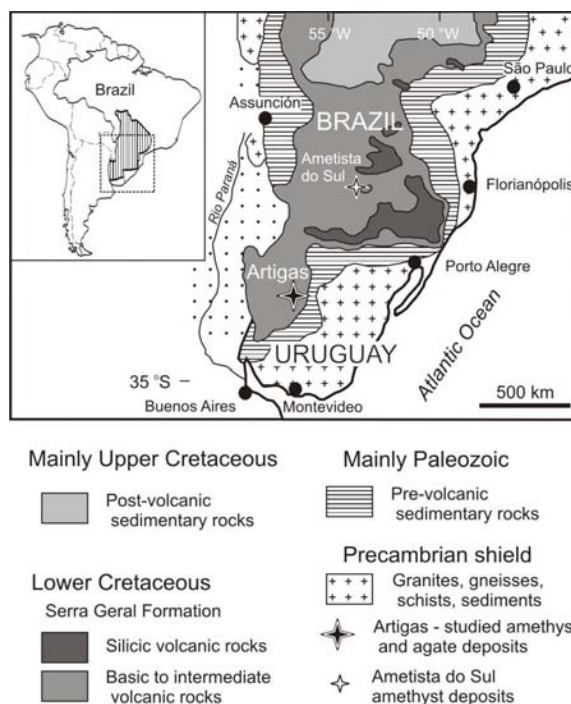 55 °W
50 °W
São Paulo
Brazil
Assunción
BRAZIL
Ametista
do Sul
Florianópolis
Rio Paraná
Artigas
Porto Alegre
URUGUAY
Atlantic Ocean
35 °S
500 km
Buenos Aires
Montevideo
Mainly Upper Cretaceous
Post-volcanic
sedimentary rocks
Lower Cretaceous
Serra Geral Formation
Silicic volcanic rocks
Basic to intermediate
volcanic rocks
Mainly Paleozoic
Pre-volcanic
sedimentary rocks
Precambrian shield
Granites, gneisses,
schists, sediments
Artigas - studied amethys
and agate deposits
Ametista do Sul
amethyst deposits